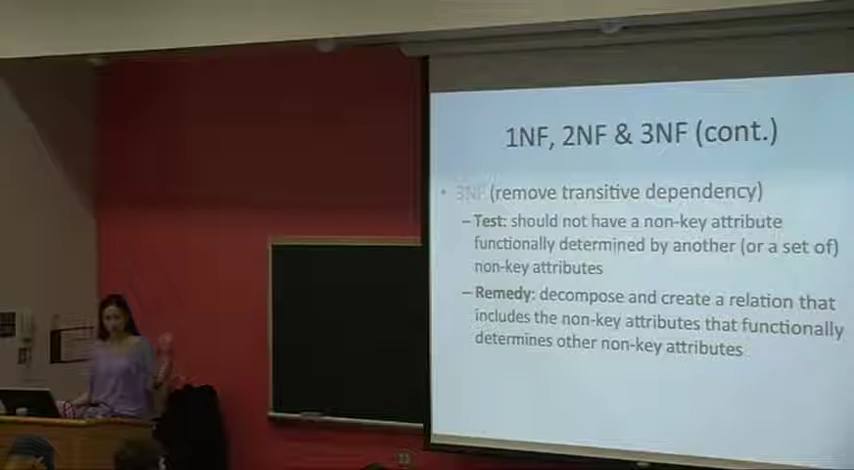 1NF, 2NF & 3NF (cont.)
• 3NF (remove transitive dependency)
– Test: should not have a non-key attribute
functionally determined by another (or a set of)
non-key attributes
– Remedy: decompose and create a relation that
includes the non-key attributes that functionally
determines other non-key attributes